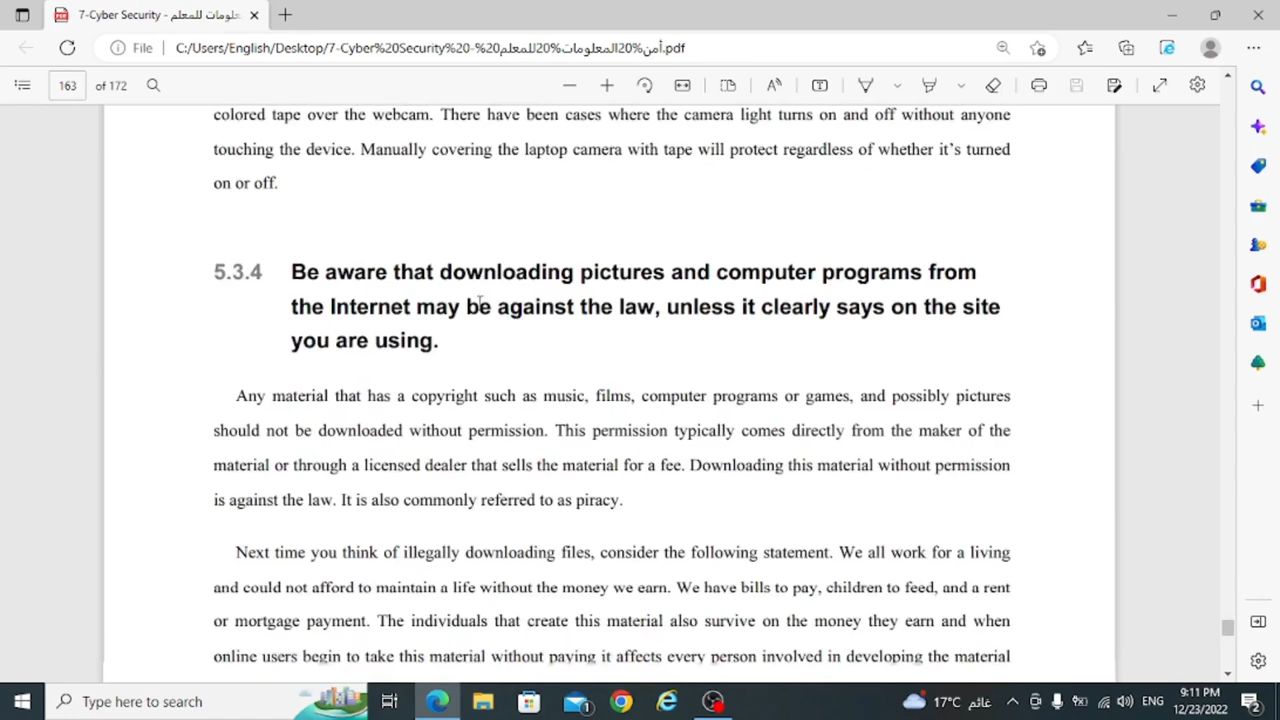 7-Cyber Security - أمن المعلومات للمعلم
File C:/Users/English/Desktop/7-Cyber%20Security%20-%20أمن%20المعلومات%20للمعلم.pdf
163 of 172
colored tape over the webcam. There have been cases where the camera light turns on and off without anyone
touching the device. Manually covering the laptop camera with tape will protect regardless of whether it's turned
on or off.
5.3.4 Be aware that downloading pictures and computer programs from
the Internet may be against the law, unless it clearly says on the site
you are using.
Any material that has a copyright such as music, films, computer programs or games, and possibly pictures
should not be downloaded without permission. This permission typically comes directly from the maker of the
material or through a licensed dealer that sells the material for a fee. Downloading this material without permission
is against the law. It is also commonly referred to as piracy.
Next time you think of illegally downloading files, consider the following statement. We all work for a living
and could not afford to maintain a life without the money we earn. We have bills to pay, children to feed, and a rent
or mortgage payment. The individuals that create this material also survive on the money they earn and when
online users begin to take this material without paying it affects every person involved in developing the material
Type here to search
1
17°C غائم
ENG
9:11 PM
12/23/2022
2